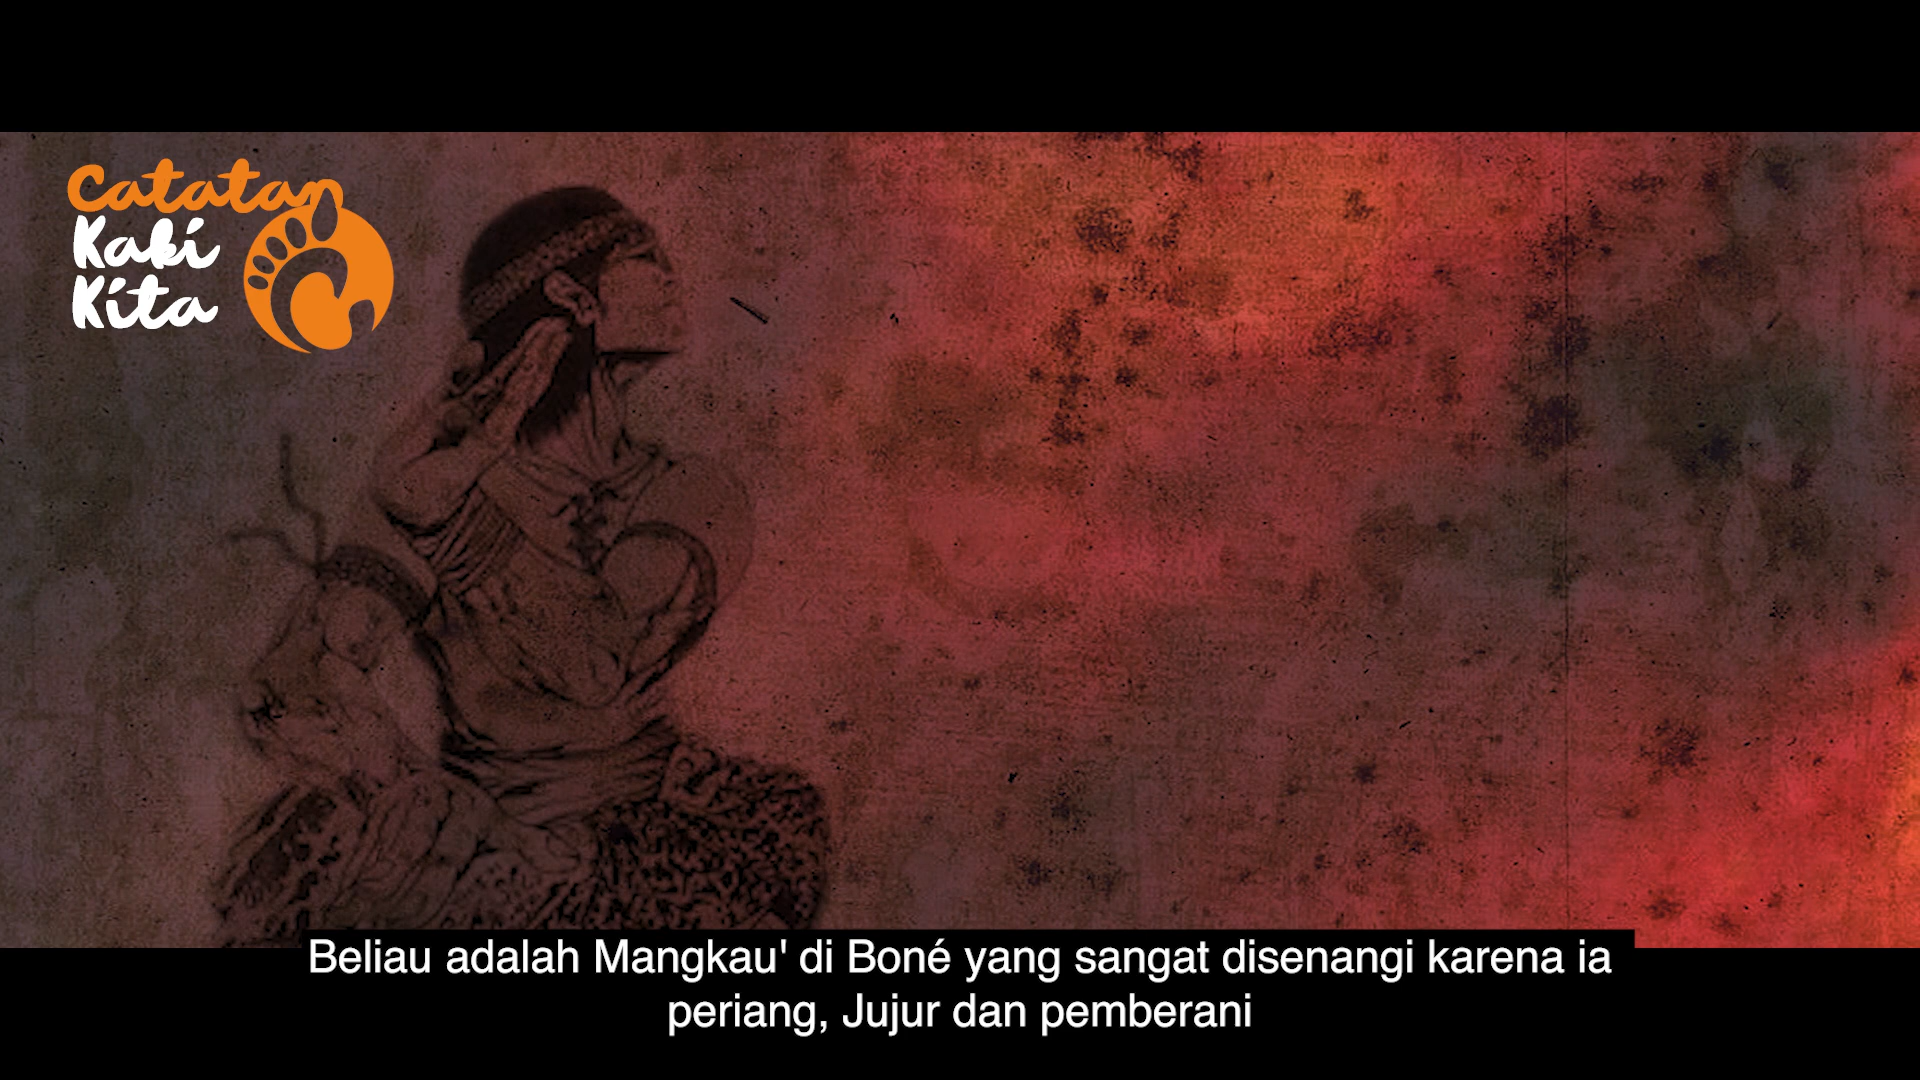 Catatan
Kaki
Kita
Beliau adalah Mangkau' di Boné yang sangat disenangi karena ia
periang, Jujur dan pemberani